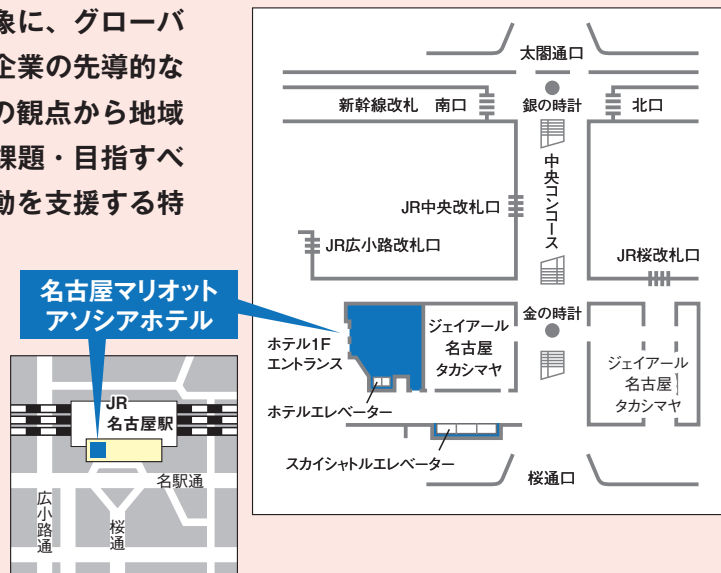 象に、グローバ
企業の先導的な
の観点から地域
課題・目指すべ
動を支援する特
太閤通口
新幹線改札 南口
銀の時計
北口
中央コンコース
JR中央改札口
JR広小路改札口
JR桜改札口
名古屋マリオット
アソシアホテル
金の時計
ホテル1F
エントランス
ジェイアール
名古屋
タカシマヤ
ジェイアール
名古屋
タカシマヤ
ホテルエレベーター
スカイシャトルエレベーター
桜通口
JR
名古屋駅
名駅通
広小路通
桜通